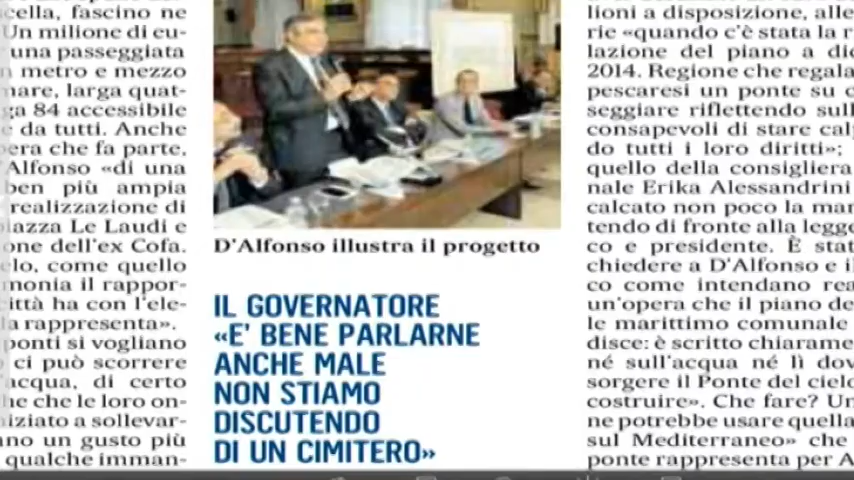 cella, fascino ne
Un milione di eu-
una passeggiata
metro e mezzo
mare, larga quat-
ga 84 accessibile
e da tutti. Anche
era che fa parte,
Alfonso «di una
ben più ampia
realizzazione di
iazza Le Laudi e
one dell'ex Cofa.
elo, come quello
monia il rappor-
città ha con l'ele-
la rappresenta».
ponti si vogliano
ci può scorrere
'acqua, di certo
he che le loro on-
iziato a sollevar-
no un gusto più
qualche imman-
D'Alfonso illustra il progetto
IL GOVERNATORE
«E' BENE PARLARNE
ANCHE MALE
NON STIAMO
DISCUTENDO
DI UN CIMITERO»
lioni a disposizione, alle
rie «quando c'è stata la r
lazione del piano a dic
2014. Regione che regala
pescaresi un ponte su c
seggiare riflettendo sull
consapevoli di stare calp
do tutti i loro diritti»;
quello della consigliera
nale Erika Alessandrini
calcato non poco la man
tendo di fronte alla legge
co e presidente. È stat
chiedere a D'Alfonso e il
co come intendano rea
un'opera che il piano de
le marittimo comunale
disce: è scritto chiarame
né sull'acqua né lì dov
sorgere il Ponte del cielo
costruire». Che fare? Un
ne potrebbe usare quella
sul Mediterraneo» che
ponte rappresenta per A